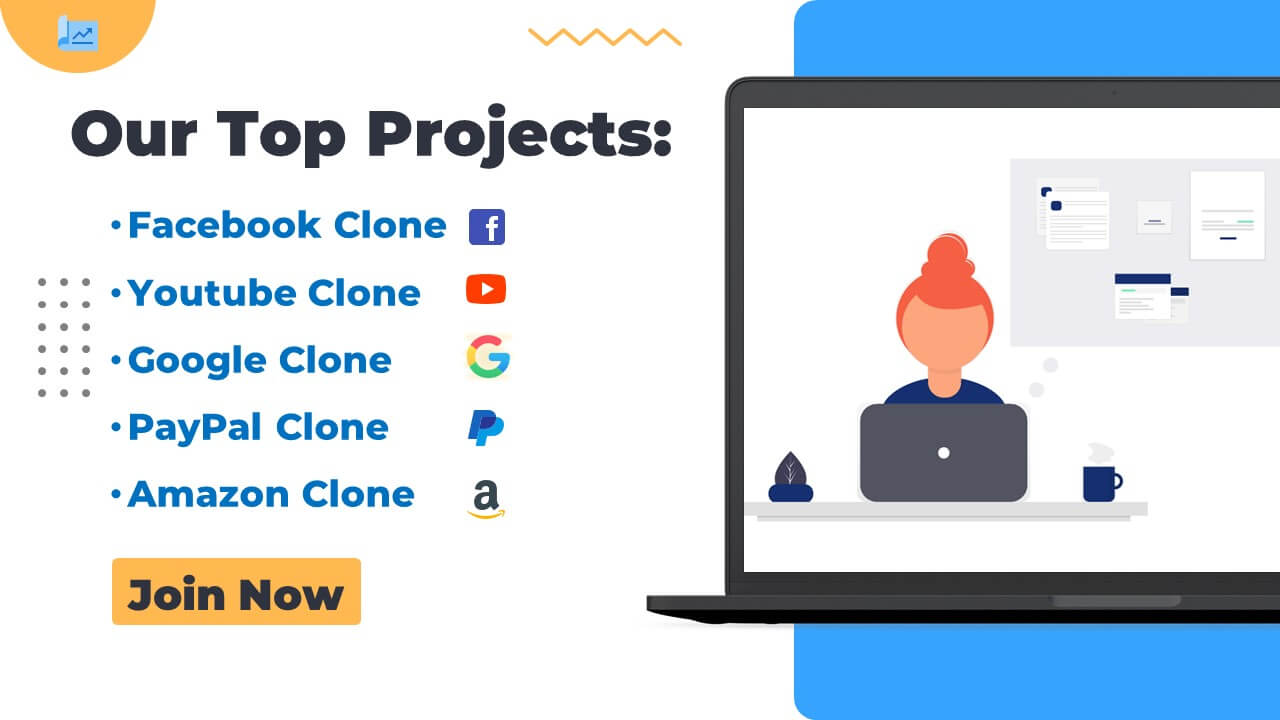 Our Top Projects:
• Facebook Clone
• Youtube Clone
• Google Clone
• PayPal Clone
• Amazon Clone
Join Now